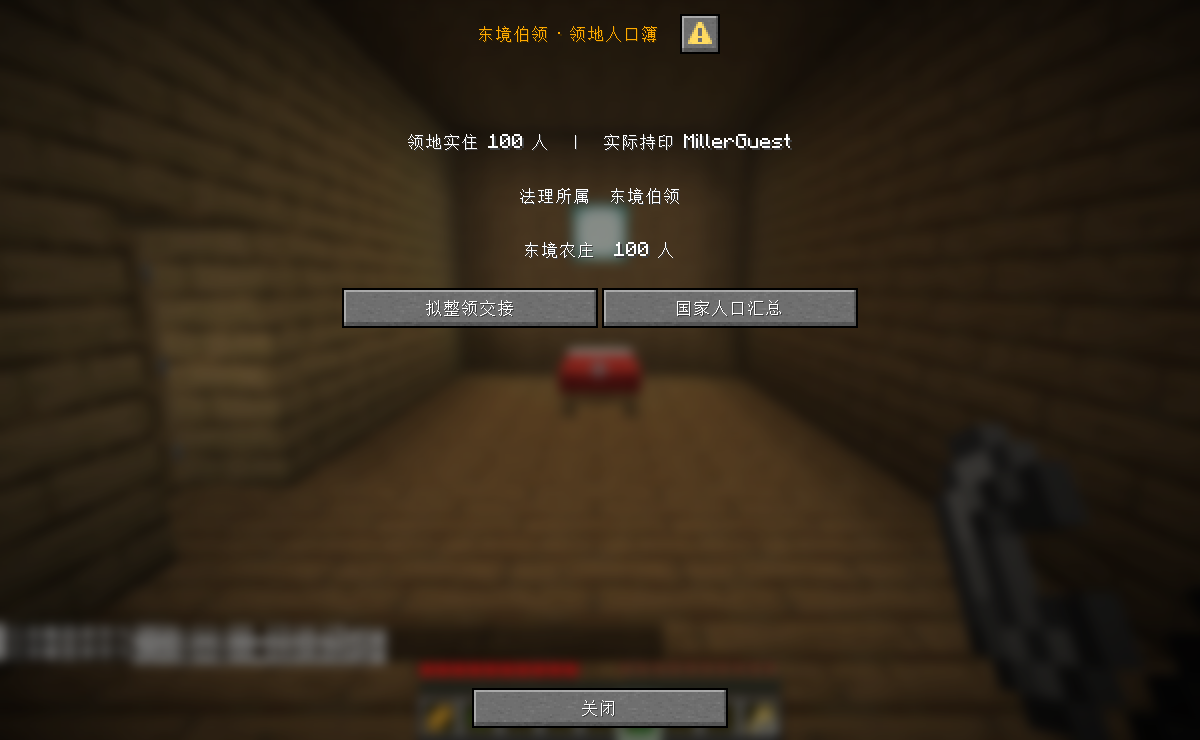 东境伯领 · 领地人口簿
领地实住 100 人 | 实际持印 MillerGuest
法理所属 东境伯领
东境农庄 100 人
拟整领交接
国家人口汇总
关闭